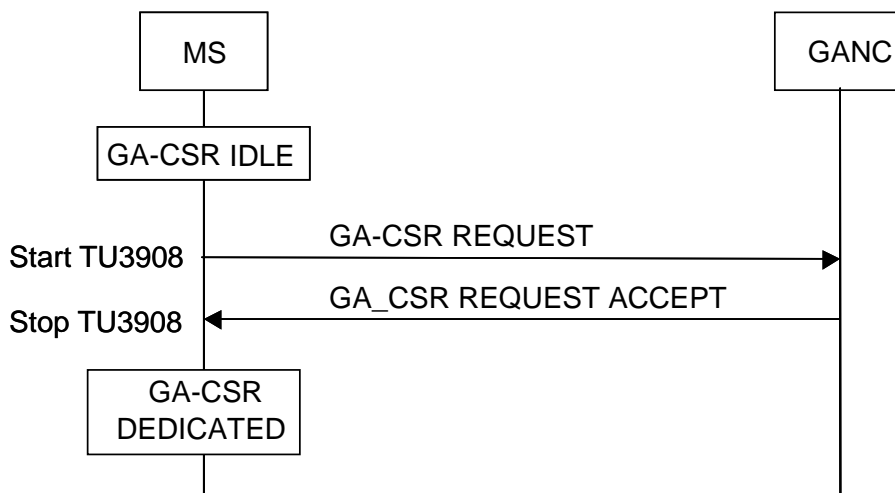 MS
GANC
GA-CSR IDLE
GA-CSR REQUEST
Start TU3908
GA_CSR REQUEST ACCEPT
Stop TU3908
GA-CSR
DEDICATED